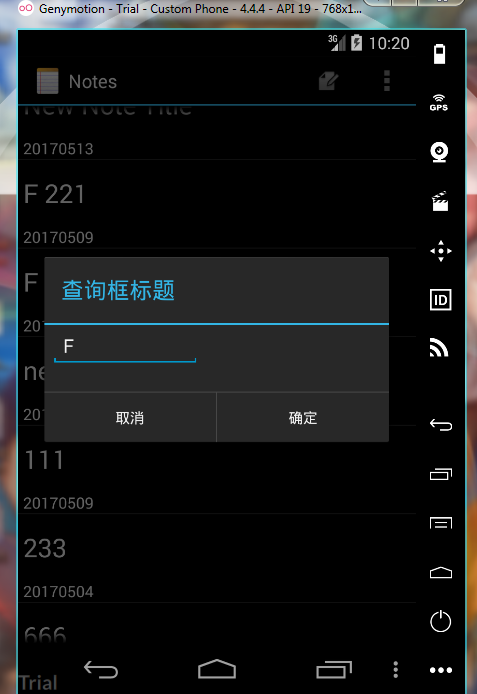 Genymotion - Trial - Custom Phone - 4.4.4 - API 19 - 768x1...
3G 10:20
Notes
GPS
New Note Title
20170513
F 221
20170509
F
ID
查询框标题
20
F
ne
20
取消 确定
111
20170509
233
20170504
666
Trial